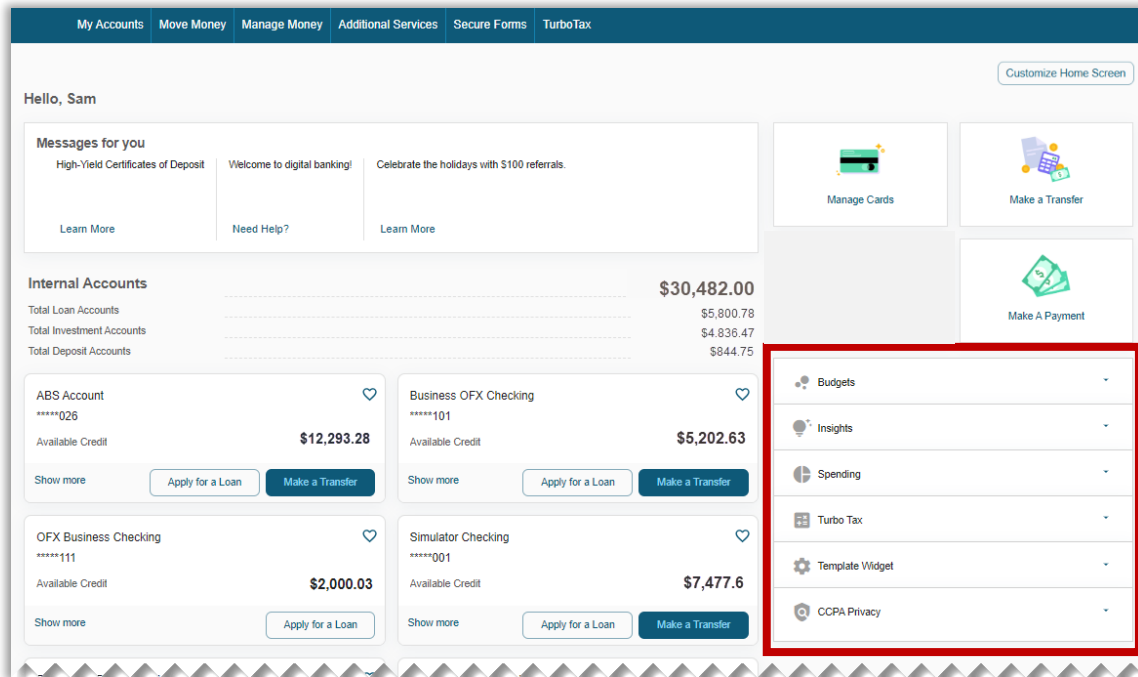 My Accounts Move Money Manage Money Additional Services Secure Forms TurboTax
Customize Home Screen
Hello, Sam
Messages for you
High-Yield Certificates of Deposit
Learn More
Welcome to digital banking!
Need Help?
Celebrate the holidays with $100 referrals.
Learn More
Manage Cards
Make a Transfer
Make A Payment
Internal Accounts $30,482.00
Total Loan Accounts $5,800.78
Total Investment Accounts $4.836.47
Total Deposit Accounts $844.75
ABS Account
*****026
Available Credit $12,293.28
Show more Apply for a Loan Make a Transfer
Business OFX Checking
*****101
Available Credit $5,202.63
Show more Apply for a Loan Make a Transfer
OFX Business Checking
*****111
Available Credit $2,000.03
Show more Apply for a Loan
Simulator Checking
*****001
Available Credit $7,477.6
Show more Apply for a Loan Make a Transfer
Budgets
Insights
Spending
Turbo Tax
Template Widget
CCPA Privacy